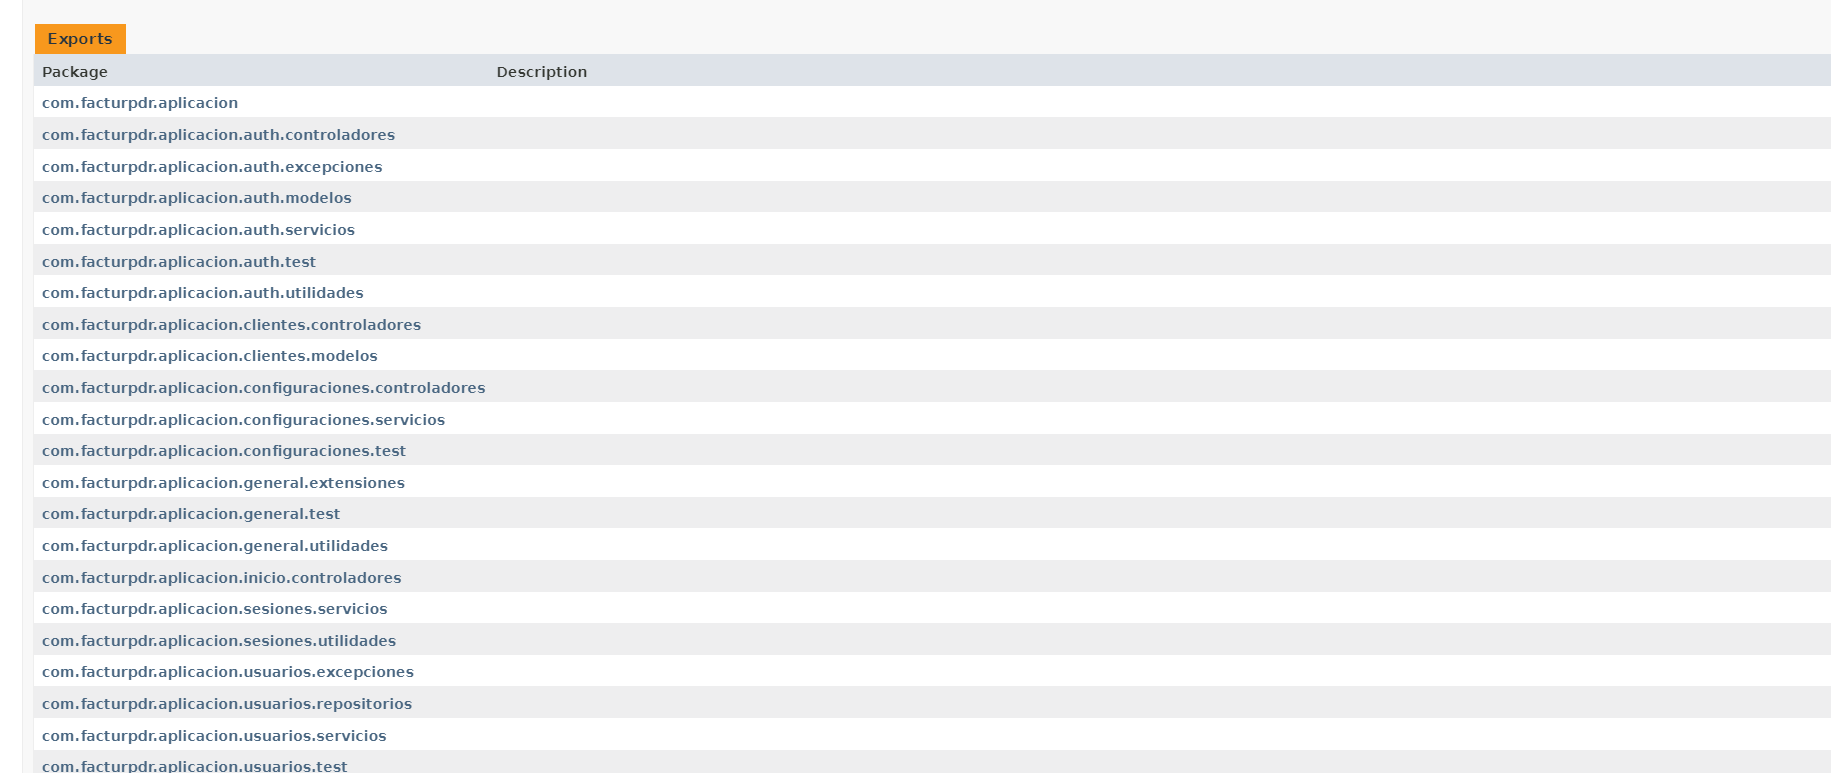 Exports
Package Description
com.facturpdr.aplicacion
com.facturpdr.aplicacion.auth.controladores
com.facturpdr.aplicacion.auth.excepciones
com.facturpdr.aplicacion.auth.modelos
com.facturpdr.aplicacion.auth.servicios
com.facturpdr.aplicacion.auth.test
com.facturpdr.aplicacion.auth.utilidades
com.facturpdr.aplicacion.clientes.controladores
com.facturpdr.aplicacion.clientes.modelos
com.facturpdr.aplicacion.configuraciones.controladores
com.facturpdr.aplicacion.configuraciones.servicios
com.facturpdr.aplicacion.configuraciones.test
com.facturpdr.aplicacion.general.extensiones
com.facturpdr.aplicacion.general.test
com.facturpdr.aplicacion.general.utilidades
com.facturpdr.aplicacion.inicio.controladores
com.facturpdr.aplicacion.sesiones.servicios
com.facturpdr.aplicacion.sesiones.utilidades
com.facturpdr.aplicacion.usuarios.excepciones
com.facturpdr.aplicacion.usuarios.repositorios
com.facturpdr.aplicacion.usuarios.servicios
com.facturpdr.aplicacion.usuarios.test